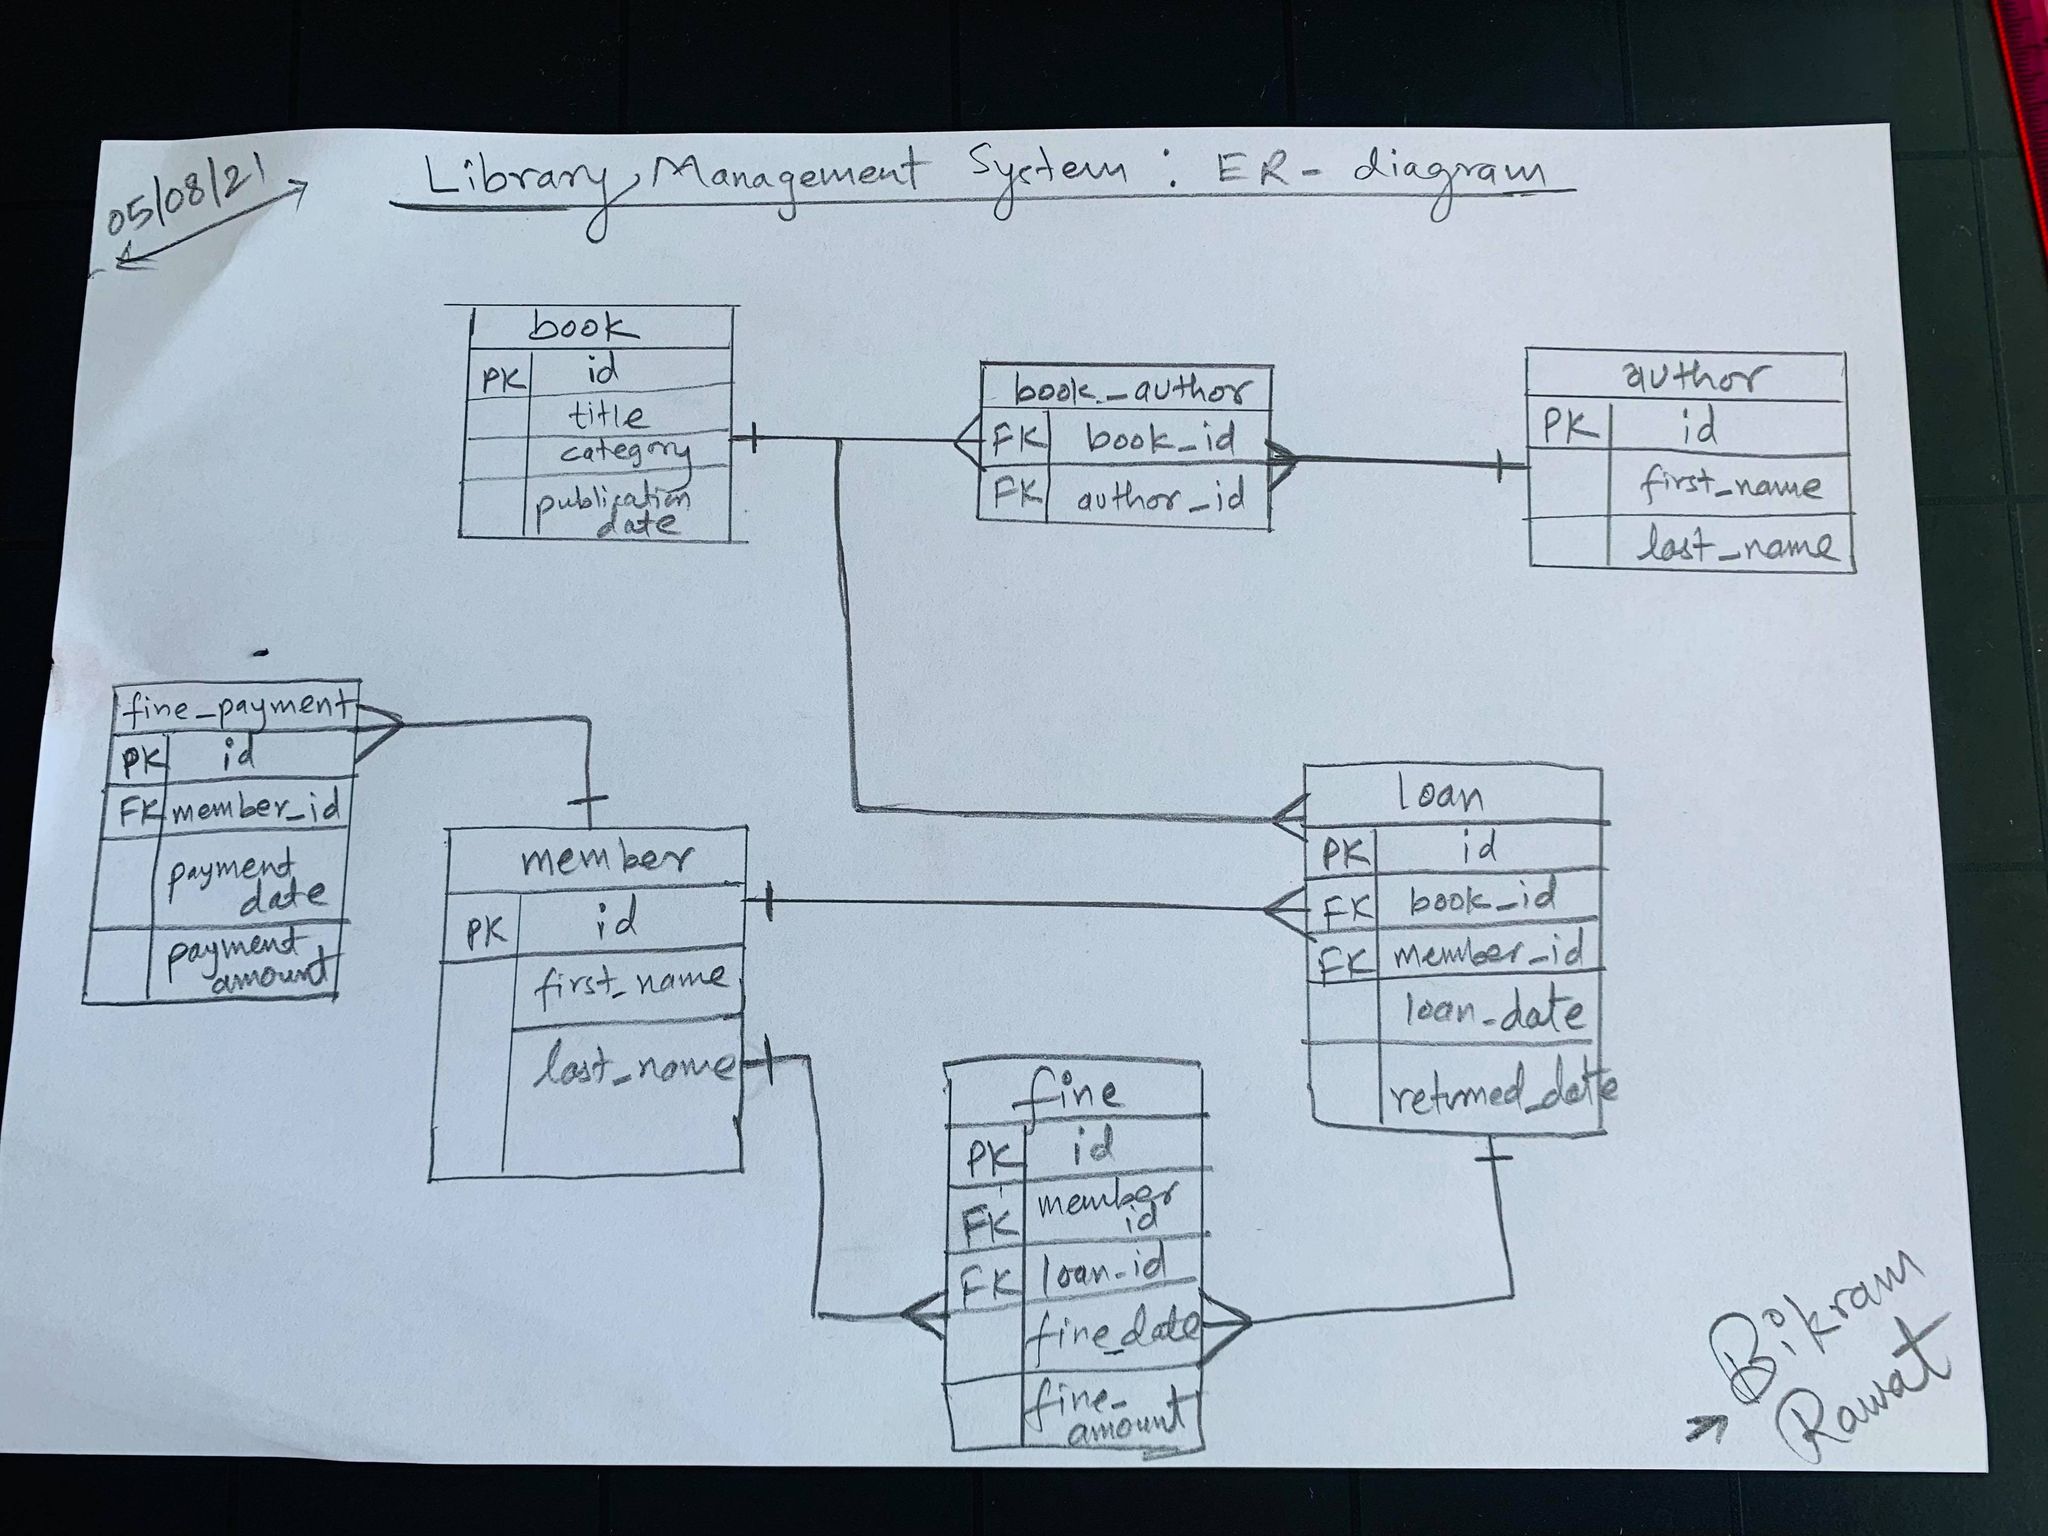 05/08/21
Library Management System : ER - diagram
book
PK id
title
category
publication
date
book_author
FK book_id
FK author_id
author
PK id
first_name
last_name
fine_payment
PK id
FK member_id
payment
date
payment
amount
member
PK id
first_name
last_name
loan
PK id
FK book_id
FK member_id
loan_date
returned_date
fine
PK id
FK member
id
FK loan_id
fine_date
fine_
amount
Bikram
Rawat